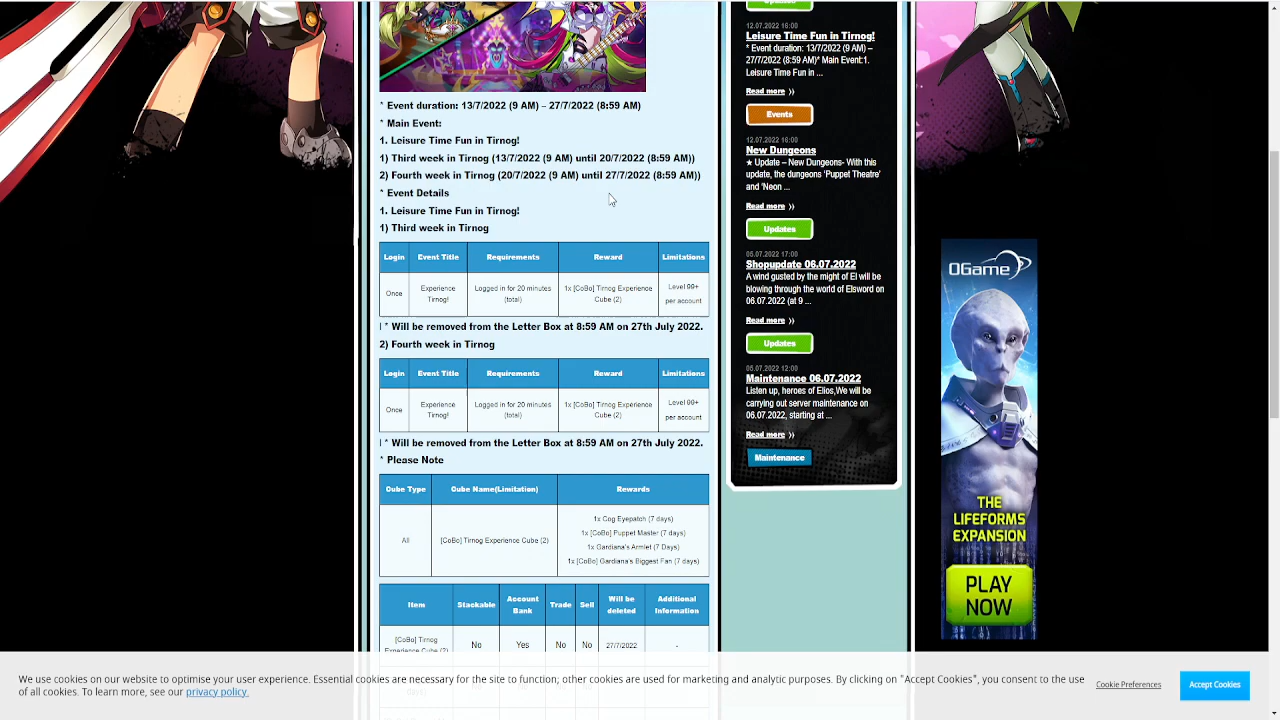 * Event duration: 13/7/2022 (9 AM) – 27/7/2022 (8:59 AM)
* Main Event:
1. Leisure Time Fun in Tirnog!
1) Third week in Tirnog (13/7/2022 (9 AM) until 20/7/2022 (8:59 AM))
2) Fourth week in Tirnog (20/7/2022 (9 AM) until 27/7/2022 (8:59 AM))
* Event Details
1. Leisure Time Fun in Tirnog!
1) Third week in Tirnog
Login Event Title Requirements Reward Limitations
Once
Experience
Tirnog!
Logged in for 20 minutes
(total)
1x [CoBo] Tirnog Experience
Cube (2)
Level 99+
per account
| * Will be removed from the Letter Box at 8:59 AM on 27th July 2022.
2) Fourth week in Tirnog
Login Event Title Requirements Reward Limitations
Once
Experience
Tirnog!
Logged in for 20 minutes
(total)
1x [CoBo] Tirnog Experience
Cube (2)
Level 99+
per account
| * Will be removed from the Letter Box at 8:59 AM on 27th July 2022.
* Please Note
Cube Type Cube Name(Limitation) Rewards
All
[CoBo] Tirnog Experience Cube (2)
1x Cog Eyepatch (7 days)
1x [CoBo] Puppet Master (7 days)
1x Gardiana's Armlet (7 Days)
1x [CoBo] Gardiana's Biggest Fan (7 days)
Item Stackable Account
Bank Trade Sell Will be
deleted Additional
Information
[CoBo] Tirnog
Experience Cube (2)
No Yes No No 27/7/2022 -
12.07.2022 16:00
Leisure Time Fun in Tirnog!
* Event duration: 13/7/2022 (9 AM) –
27/7/2022 (8:59 AM)* Main Event:1.
Leisure Time Fun in ...
Read more »
Events
12.07.2022 16:00
New Dungeons
★ Update – New Dungeons- With this
update, the dungeons ‘Puppet Theatre’
and ‘Neon ...
Read more »
Updates
05.07.2022 17:00
Shopupdate 06.07.2022
A wind gusted by the might of El will be
blowing through the world of Elsword on
06.07.2022 (at 9 ...
Read more »
Updates
05.07.2022 12:00
Maintenance 06.07.2022
Listen up, heroes of Elios,We will be
carrying out server maintenance on
06.07.2022, starting at ...
Read more »
Maintenance
OGame
THE
LIFEFORMS
EXPANSION
PLAY
NOW
We use cookies on our website to optimise your user experience. Essential cookies are necessary for the site to function; other cookies are used for marketing and analytic purposes. By clicking on "Accept Cookies", you consent to the use
of all cookies. To learn more, see our privacy policy.
Cookie Preferences
Accept Cookies